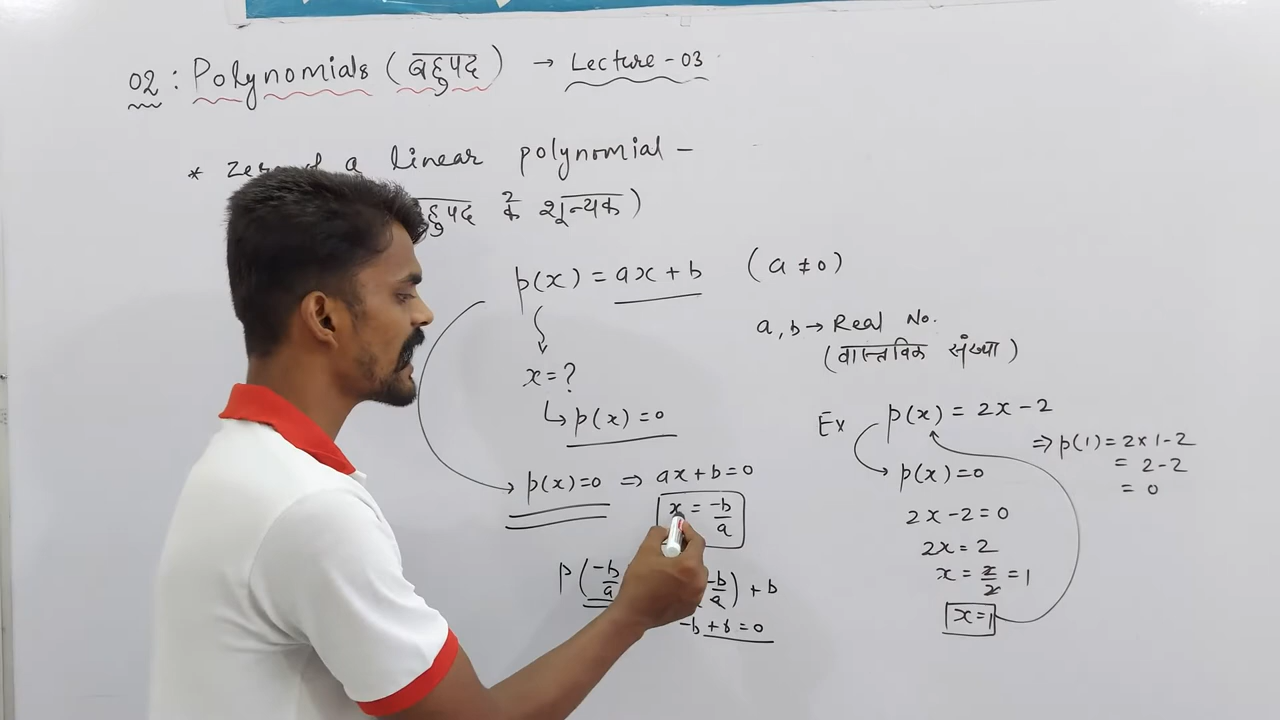 02 : Polynomials (बहुपद) → Lecture - 03
* Zero of a linear polynomial -
बहुपद के शून्यक)
p(x) = ax + b (a ≠ 0)
a, b → Real No.
(वास्तविक संख्या)
x = ?
↳ p(x) = 0
p(x) = 0 ⇒ ax + b = 0
x = -b/a
P(-b/a -b/a) + b
-b + b = 0
Ex p(x) = 2x - 2
p(x) = 0
2x - 2 = 0
2x = 2
x = 2/2 = 1
x = 1
⇒ p(1) = 2 x 1 - 2
= 2 - 2
= 0